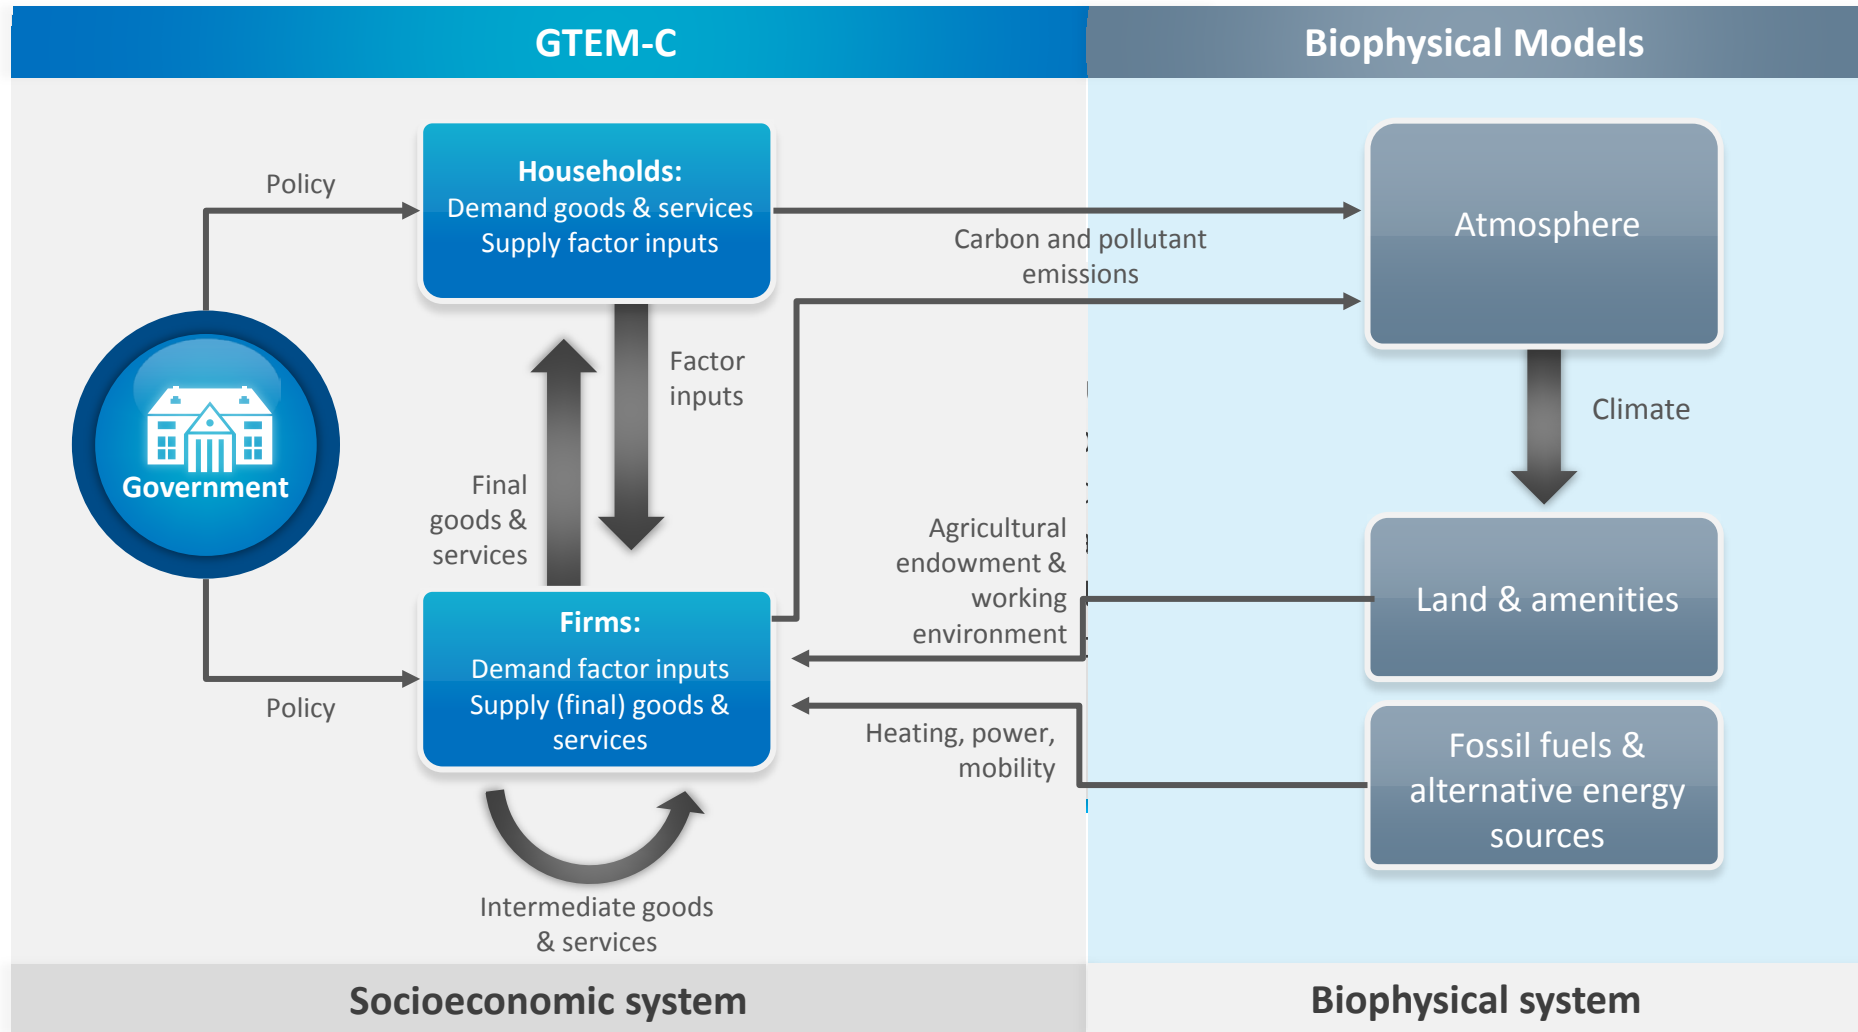 GTEM-C
Biophysical Models
Policy
Households:
Demand goods & services
Supply factor inputs
Carbon and pollutant
emissions
Atmosphere
Factor
inputs
Climate
Government
Final
goods &
services
Agricultural
endowment &
working
environment
Land & amenities
Policy
Firms:
Demand factor inputs
Supply (final) goods &
services
Heating, power,
mobility
Fossil fuels &
alternative energy
sources
Intermediate goods
& services
Socioeconomic system
Biophysical system